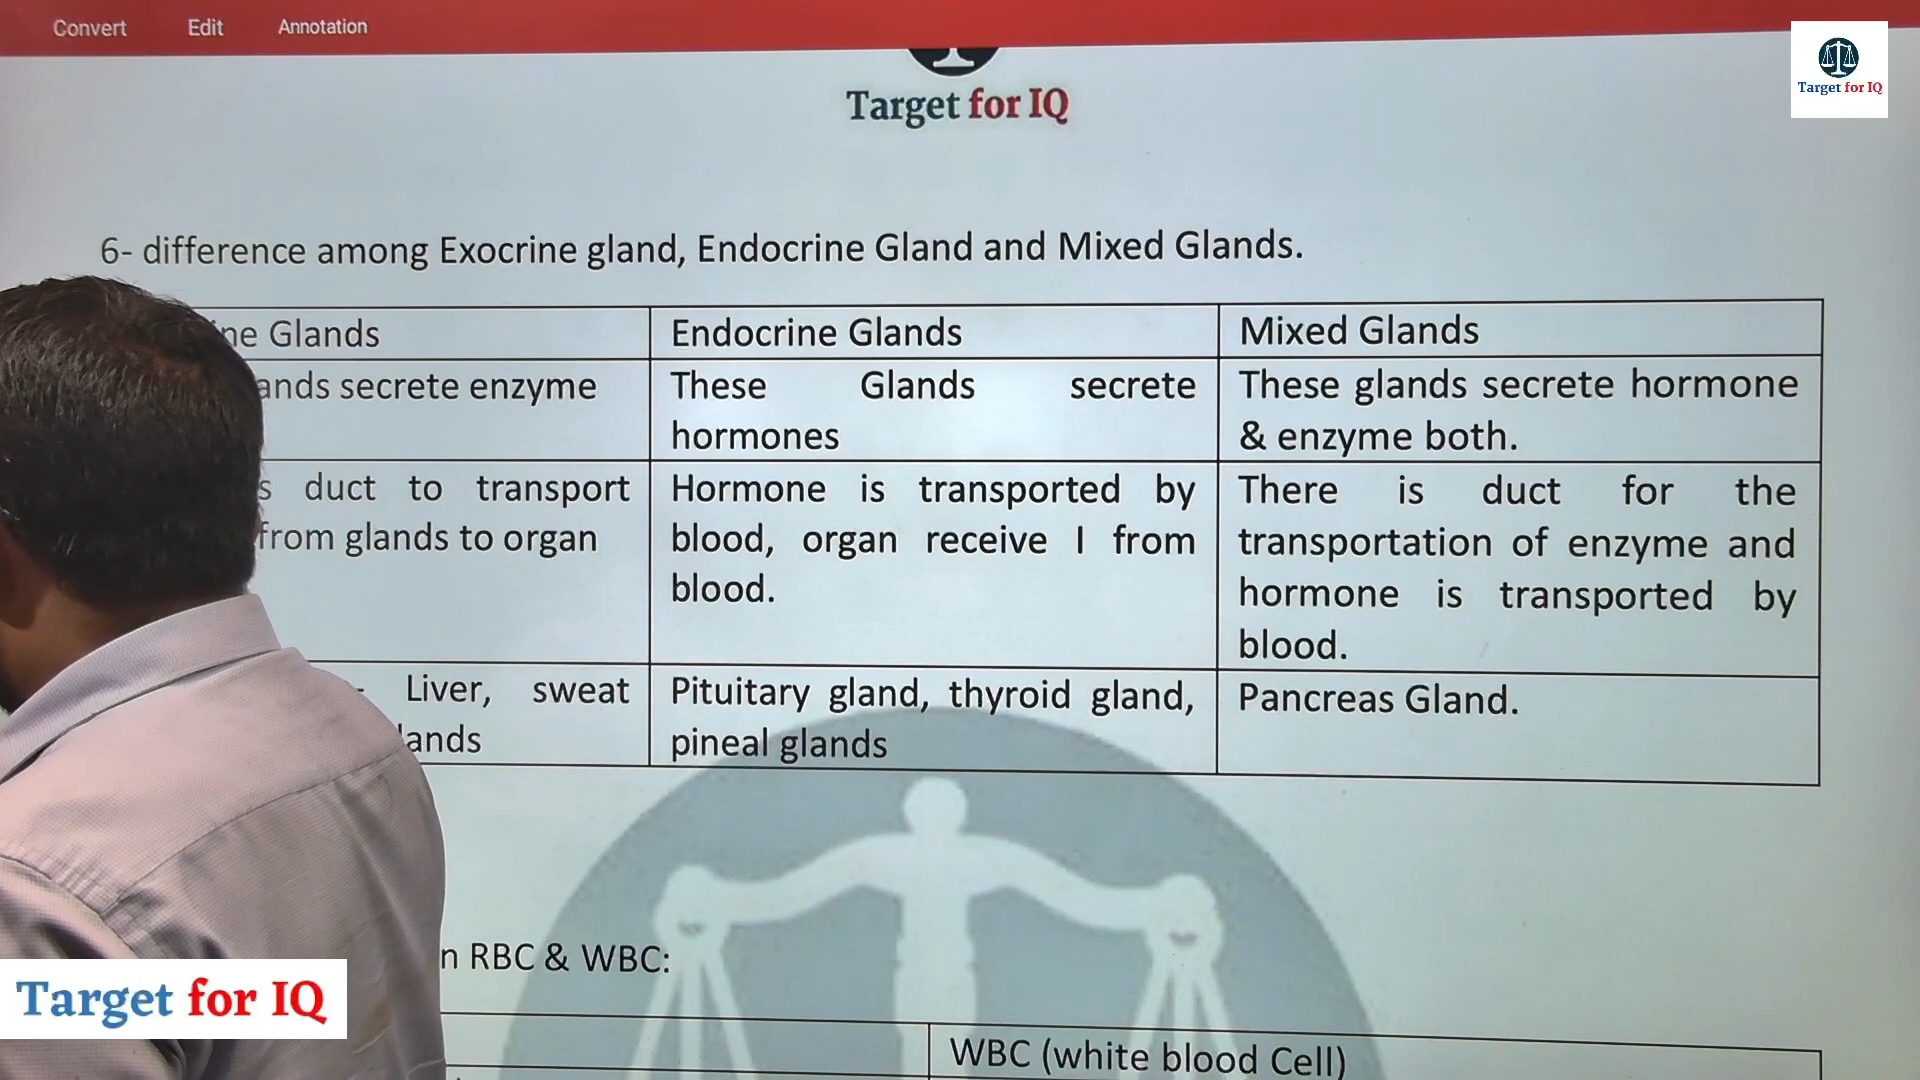 Convert Edit Annotation
Target for IQ
Target for IQ
6- difference among Exocrine gland, Endocrine Gland and Mixed Glands.
Glands
Endocrine Glands
Mixed Glands
secrete enzyme
These Glands secrete
hormones
These glands secrete hormone
& enzyme both.
duct to transport
from glands to organ
Hormone is transported by
blood, organ receive I from
blood.
There is duct for the
transportation of enzyme and
hormone is transported by
blood.
Liver, sweat
Pituitary gland, thyroid gland,
pineal glands
Pancreas Gland.
RBC & WBC:
WBC (white blood Cell)
Target for IQ